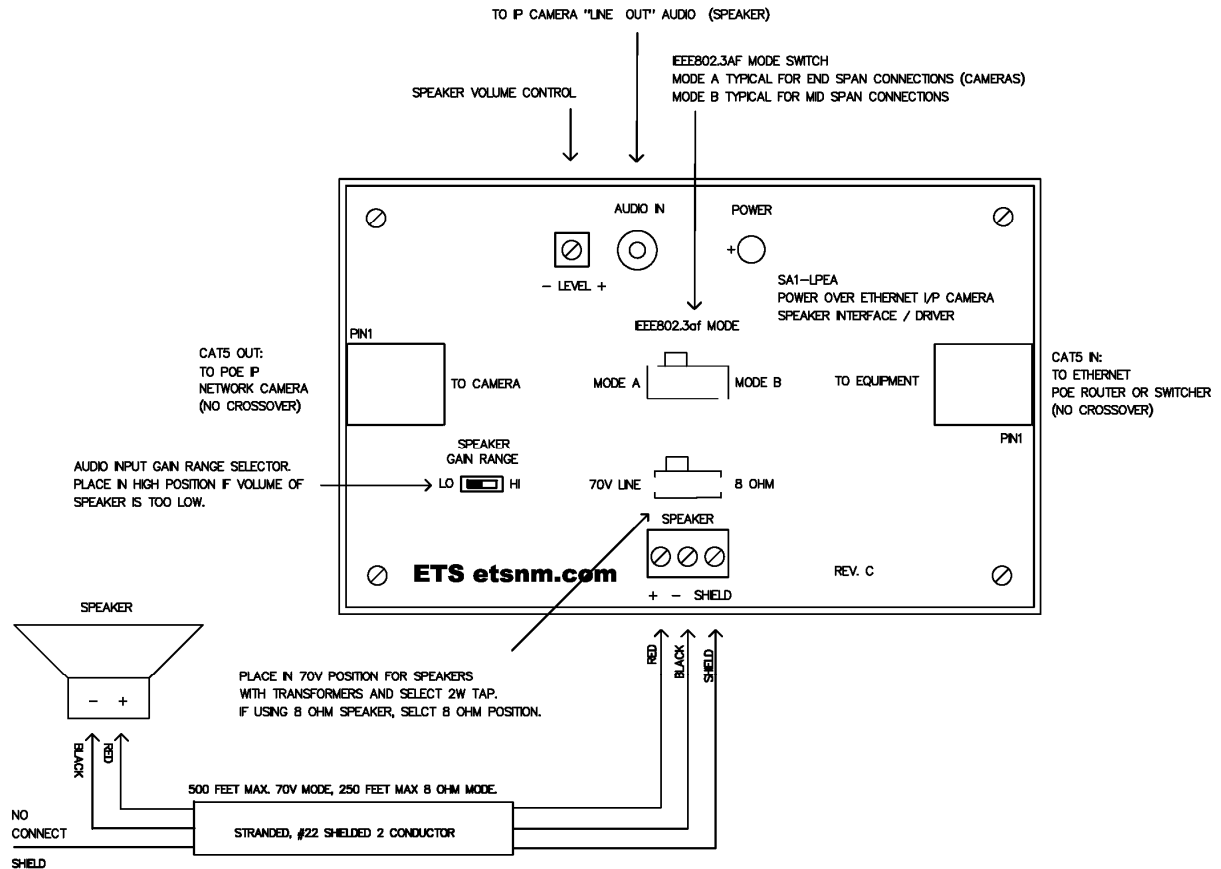 TO IP CAMERA "LINE OUT" AUDIO (SPEAKER)
IEEE802.3AF MODE SWITCH
MODE A TYPICAL FOR END SPAN CONNECTIONS (CAMERAS)
MODE B TYPICAL FOR MID SPAN CONNECTIONS
SPEAKER VOLUME CONTROL
AUDIO IN
POWER
+
- LEVEL +
SA1-LPEA
POWER OVER ETHERNET I/P CAMERA
SPEAKER INTERFACE / DRIVER
IEEE802.3af MODE
PIN1
CAT5 OUT:
TO POE IP
NETWORK CAMERA
(NO CROSSOVER)
TO CAMERA
MODE A
MODE B
TO EQUIPMENT
CAT5 IN:
TO ETHERNET
POE ROUTER OR SWITCHER
(NO CROSSOVER)
PIN1
SPEAKER
GAIN RANGE
LO
HI
AUDIO INPUT GAIN RANGE SELECTOR.
PLACE IN HIGH POSITION IF VOLUME OF
SPEAKER IS TOO LOW.
70V LINE
8 OHM
SPEAKER
ETS etsnm.com
REV. C
+ - SHIELD
SPEAKER
- +
RED
BLACK
SHIELD
PLACE IN 70V POSITION FOR SPEAKERS
WITH TRANSFORMERS AND SELECT 2W TAP.
IF USING 8 OHM SPEAKER, SELCT 8 OHM POSITION.
BLACK
RED
500 FEET MAX. 70V MODE, 250 FEET MAX 8 OHM MODE.
STRANDED, #22 SHIELDED 2 CONDUCTOR
NO
CONNECT
SHIELD